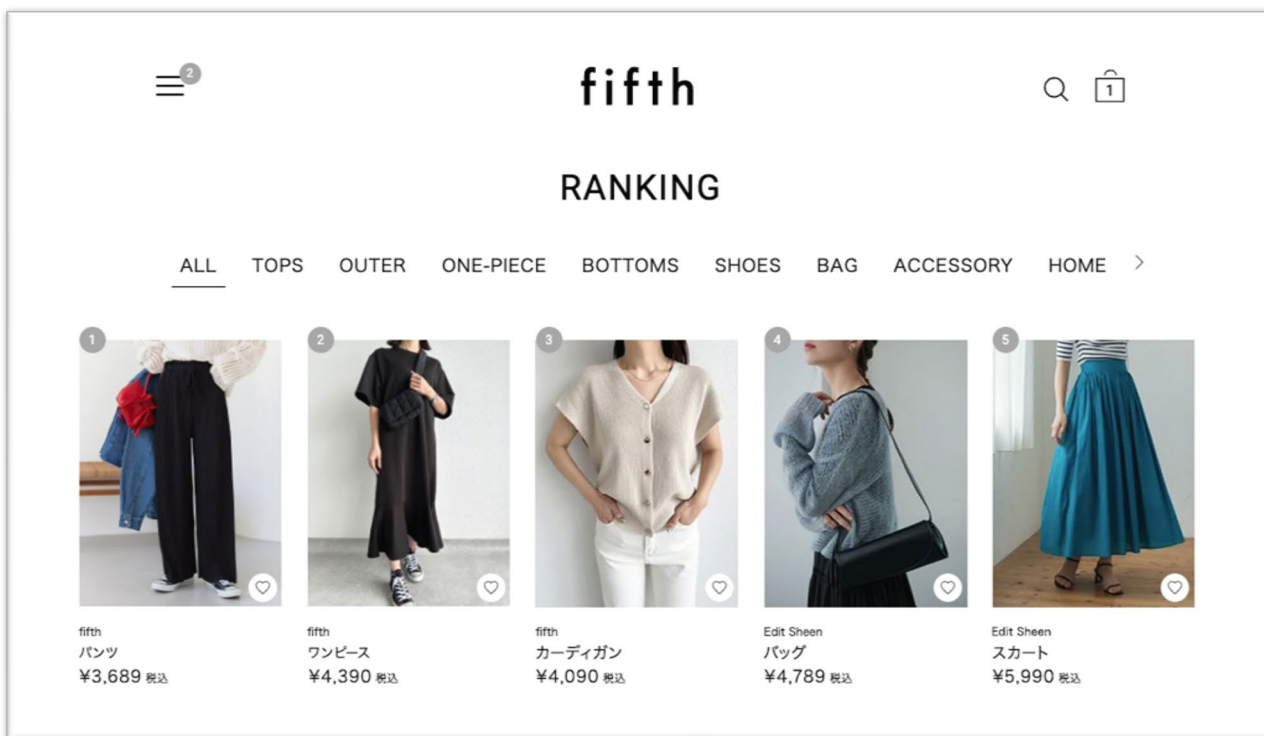 2
fifth
1
RANKING
ALL TOPS OUTER ONE-PIECE BOTTOMS SHOES BAG ACCESSORY HOME
1
2
3
4
5
fifth
パンツ
¥3,689 税込
fifth
ワンピース
¥4,390 税込
fifth
カーディガン
¥4,090 税込
Edit Sheen
バッグ
¥4,789 税込
Edit Sheen
スカート
¥5,990 税込